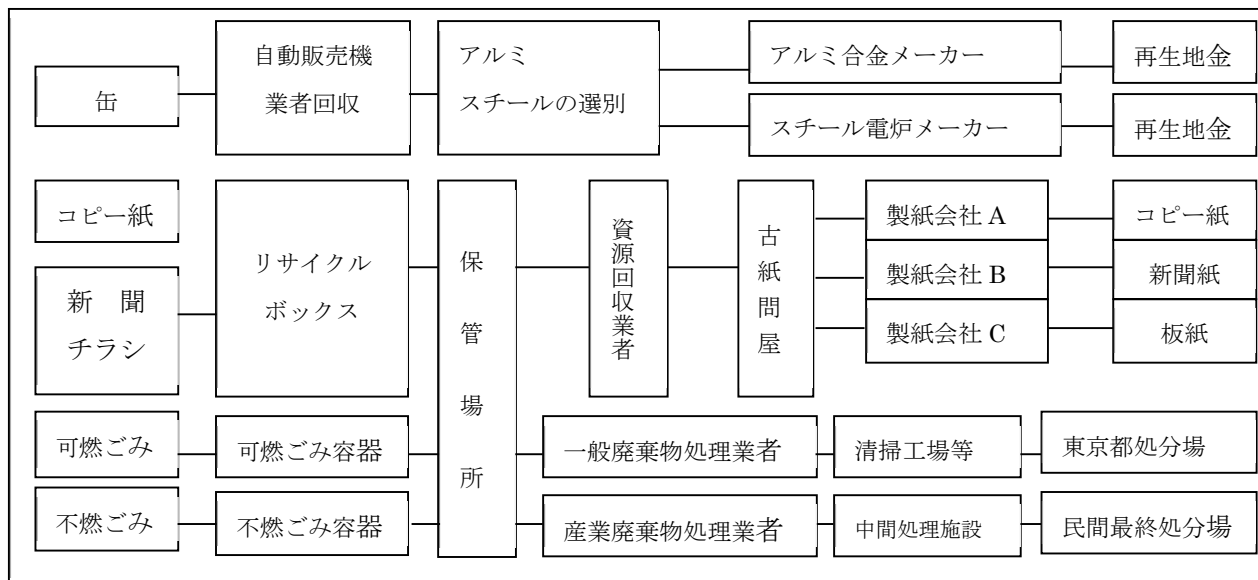 缶
自動販売機
業者回収
アルミ
スチールの選別
アルミ合金メーカー
再生地金
スチール電炉メーカー
再生地金
コピー紙
新 聞
チラシ
リサイクル
ボックス
保管場所
資源回収業者
古紙問屋
製紙会社 A
コピー紙
製紙会社 B
新聞紙
製紙会社 C
板紙
可燃ごみ
可燃ごみ容器
一般廃棄物処理業者
清掃工場等
東京都処分場
不燃ごみ
不燃ごみ容器
産業廃棄物処理業者
中間処理施設
民間最終処分場